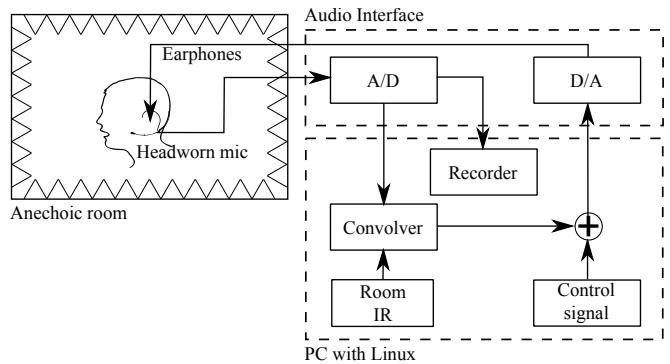 Audio Interface
Earphones
A/D
D/A
Headworn mic
Recorder
Anechoic room
Convolver
Room
IR
Control
signal
PC with Linux